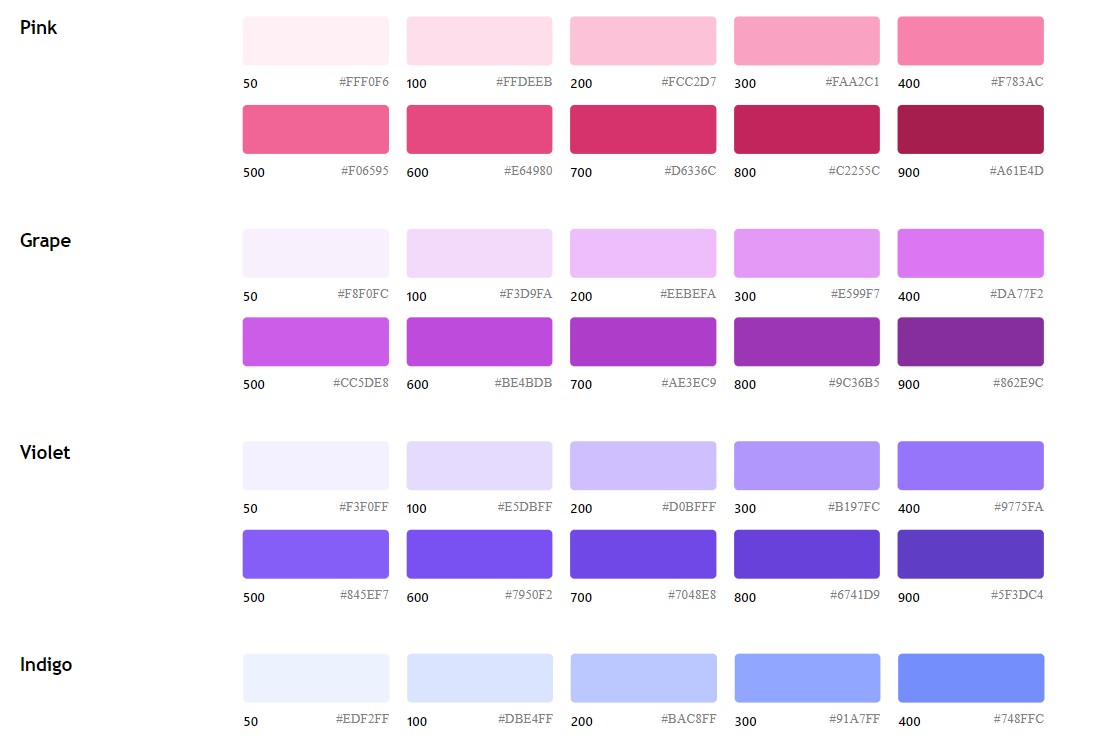 Pink
50 #FFF0F6 100 #FFDEEB 200 #FCC2D7 300 #FAA2C1 400 #F783AC
500 #F06595 600 #E64980 700 #D6336C 800 #C2255C 900 #A61E4D
Grape
50 #F8F0FC 100 #F3D9FA 200 #EEBEFA 300 #E599F7 400 #DA77F2
500 #CC5DE8 600 #BE4BDB 700 #AE3EC9 800 #9C36B5 900 #862E9C
Violet
50 #F3F0FF 100 #E5DBFF 200 #D0BFFF 300 #B197FC 400 #9775FA
500 #845EF7 600 #7950F2 700 #7048E8 800 #6741D9 900 #5F3DC4
Indigo
50 #EDF2FF 100 #DBE4FF 200 #BAC8FF 300 #91A7FF 400 #748FFC